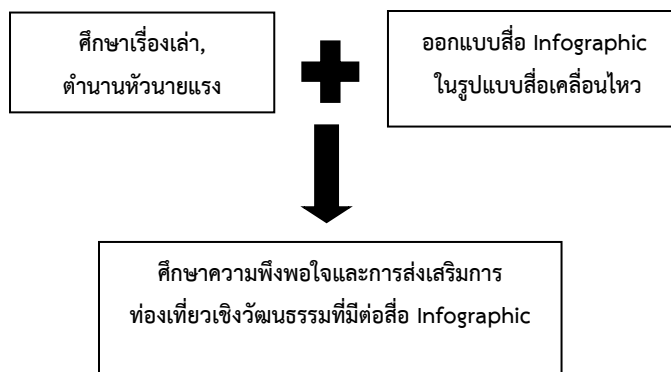 ศึกษาเรื่องเล่า,
ตำนานหัวนายแรง
ออกแบบสื่อ Infographic
ในรูปแบบสื่อเคลื่อนไหว
ศึกษาความพึงพอใจและการส่งเสริมการ
ท่องเที่ยวเชิงวัฒนธรรมที่มีต่อสื่อ Infographic